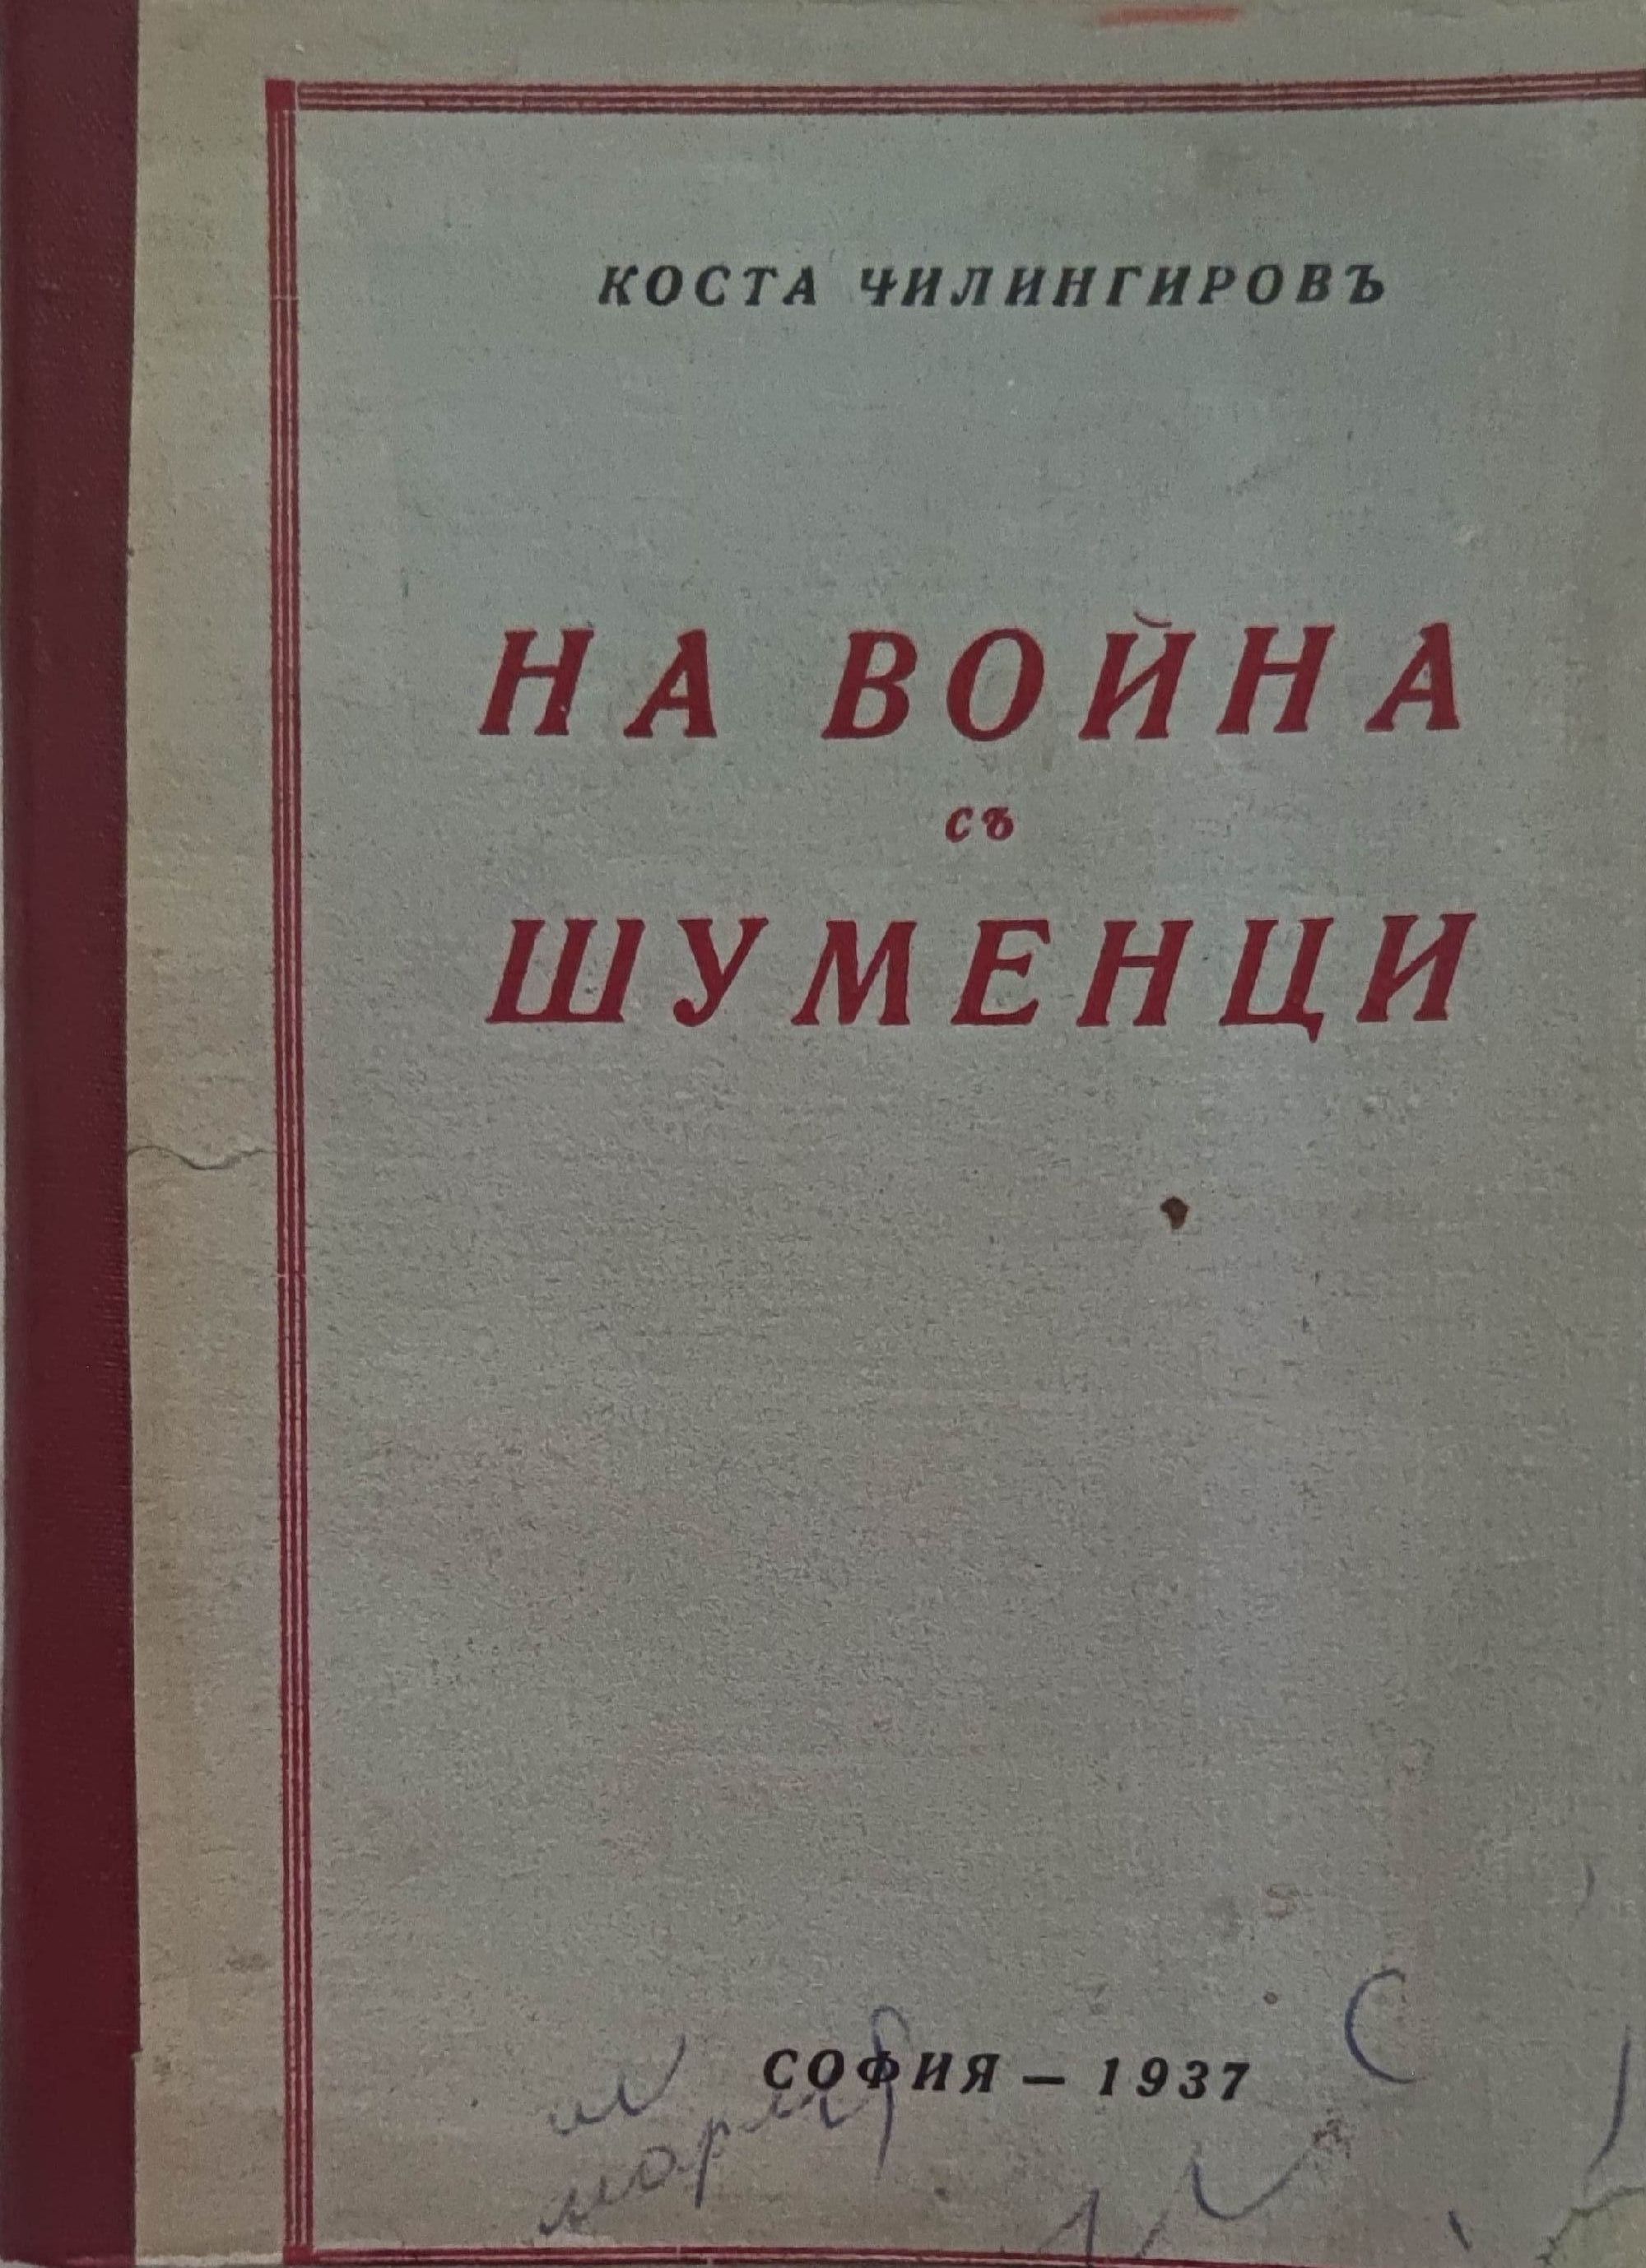 КОСТА ЧИЛИНГИРОВЪ
НА ВОЙНА
съ
ШУМЕНЦИ
СОФИЯ — 1937